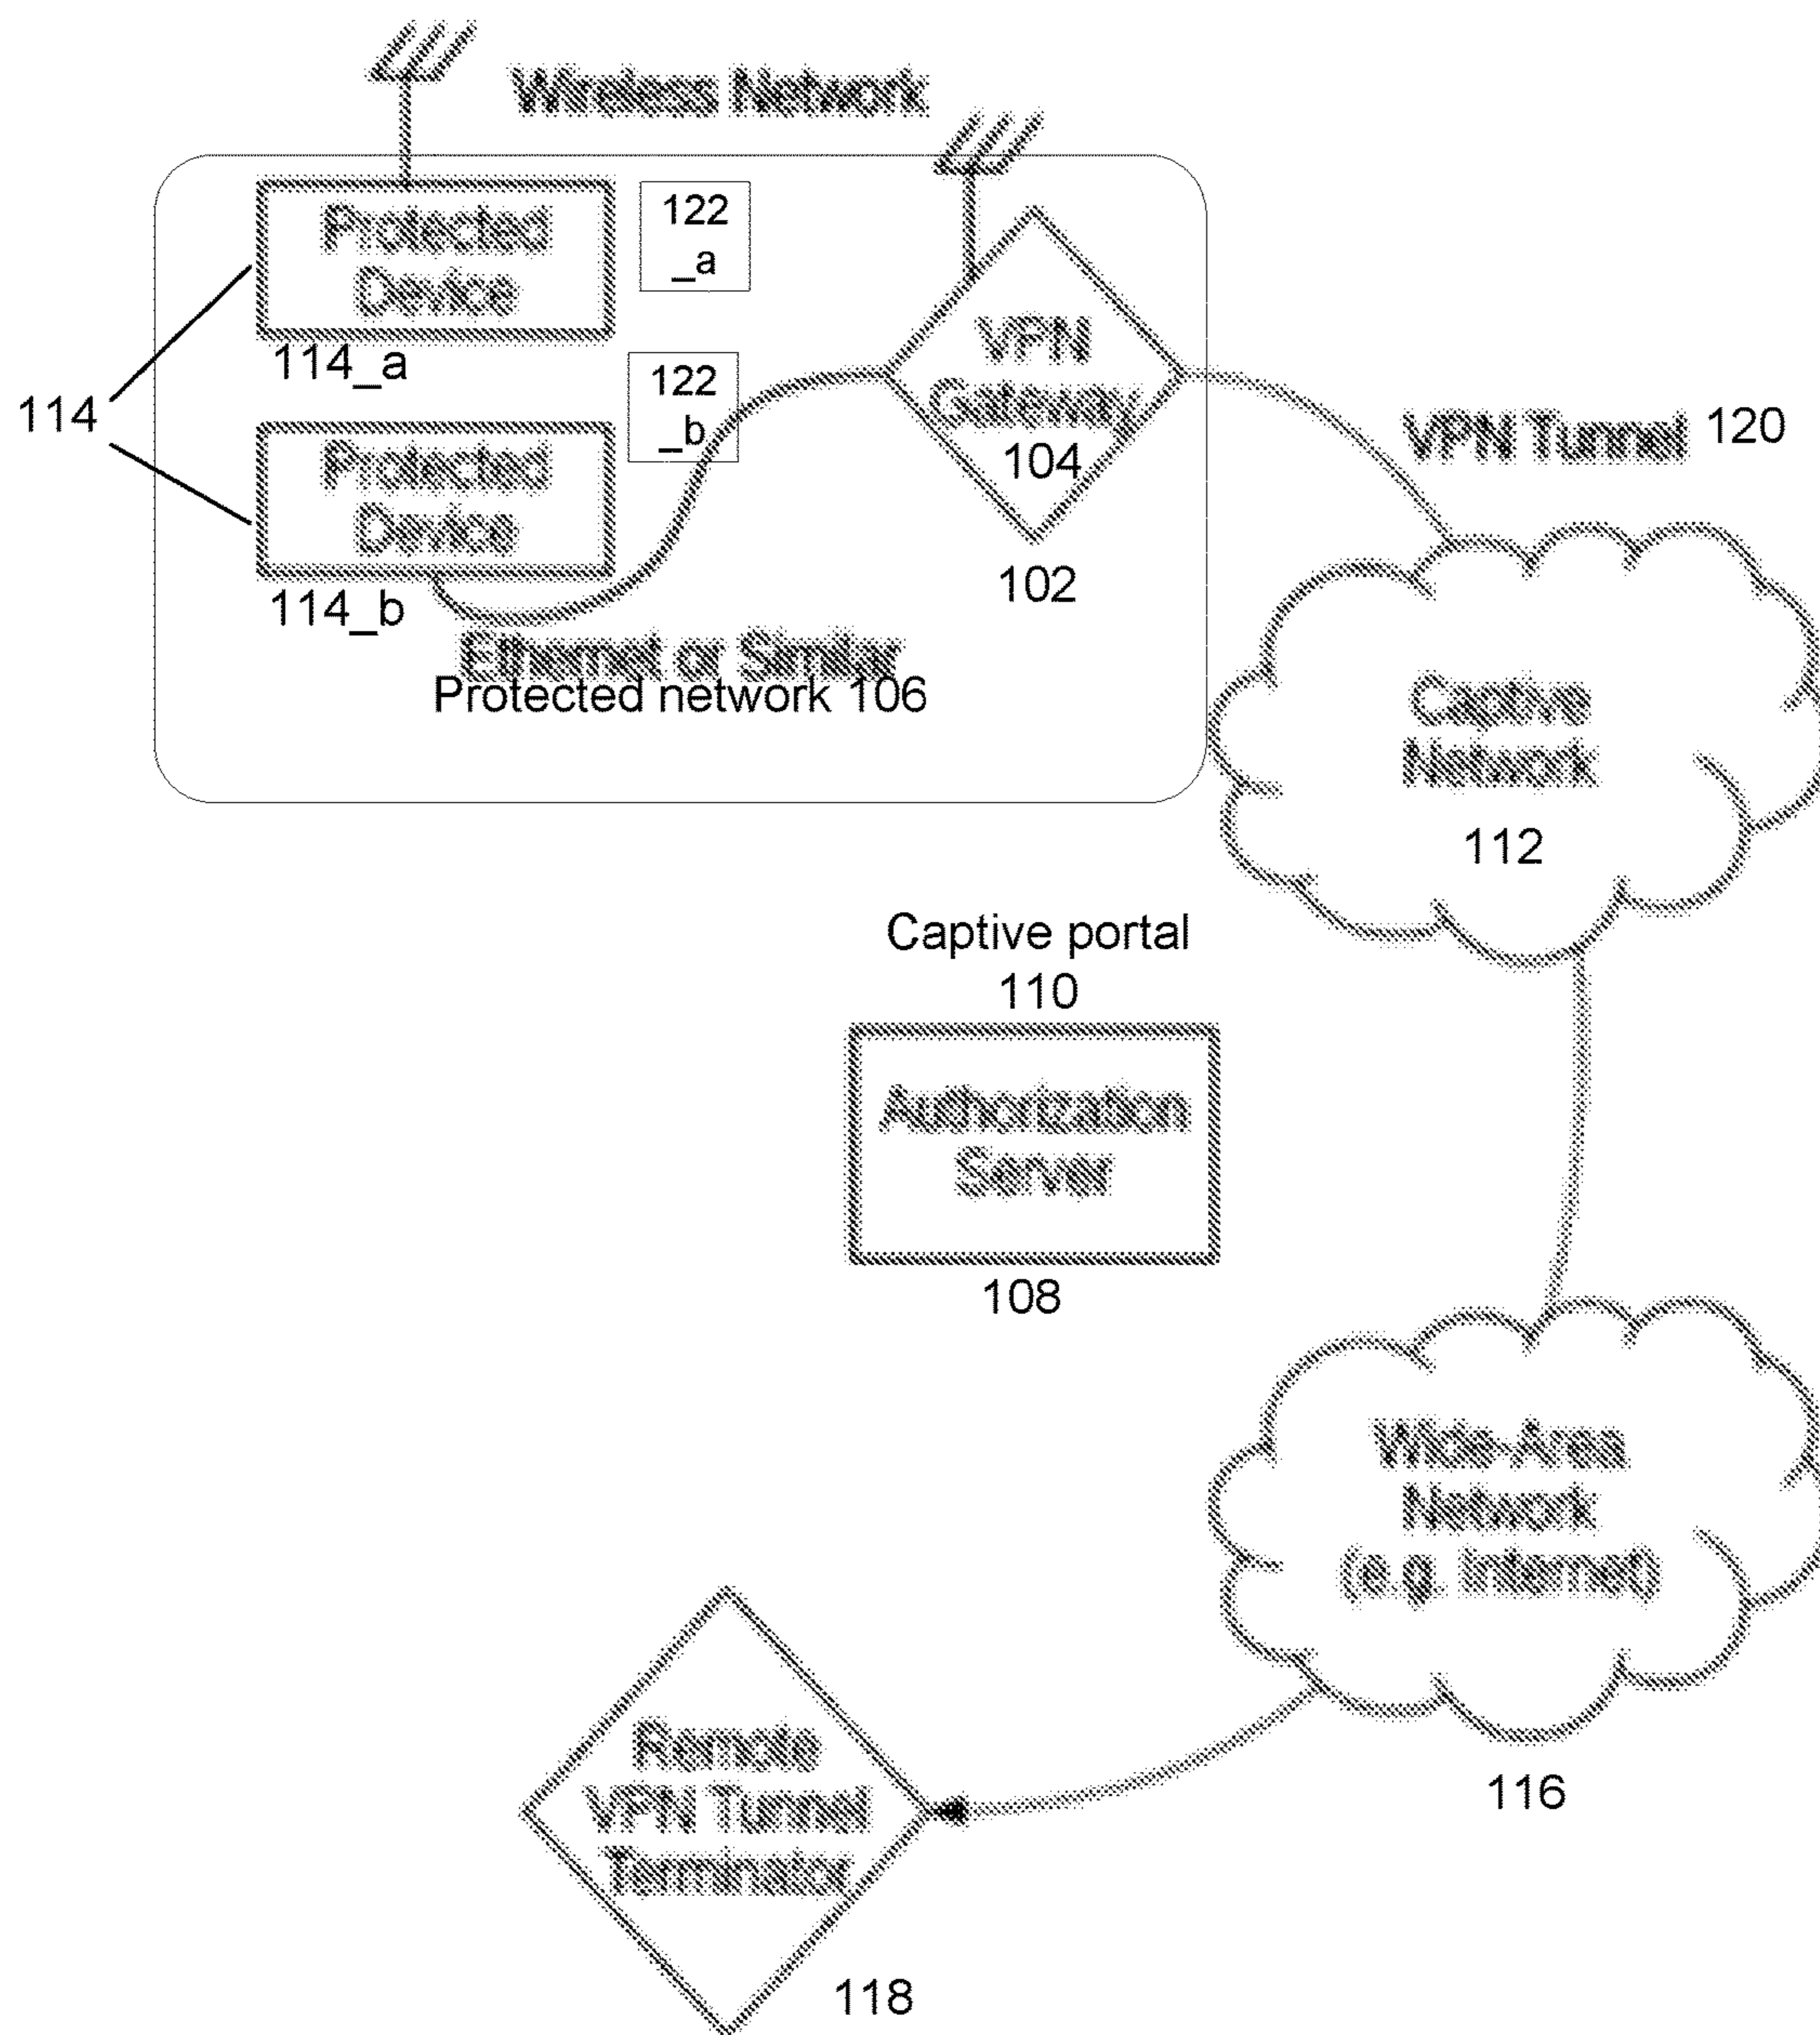 Wireless Network
Protected
Device
122
_a
114_a
VPN
Gateway
104
102
114
122
_b
Protected
Device
114_b
VPN Tunnel 120
Ethernet or Similar
Protected network 106
Captive
Network
112
Captive portal
110
Authorization
Server
108
Wide-Area
Network
(e.g. Internet)
116
Remote
VPN Tunnel
Terminator
118